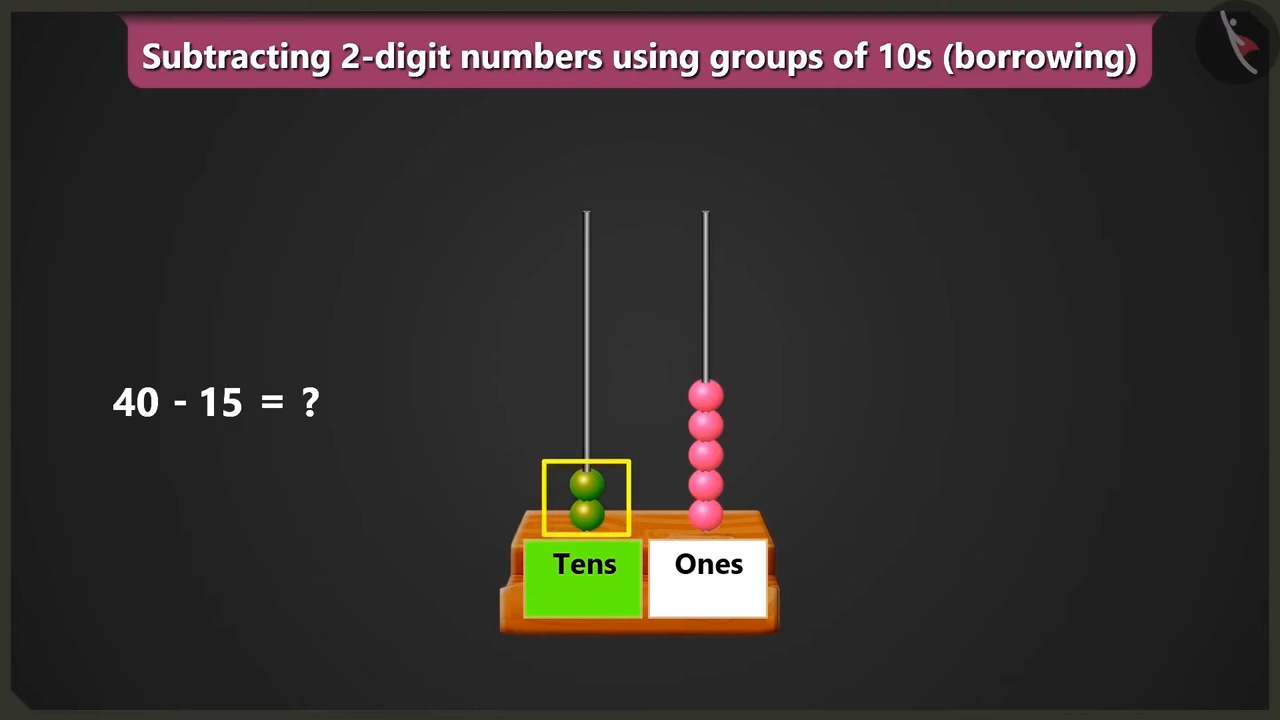 Subtracting 2-digit numbers using groups of 10s (borrowing)
40 - 15 = ?
Tens Ones